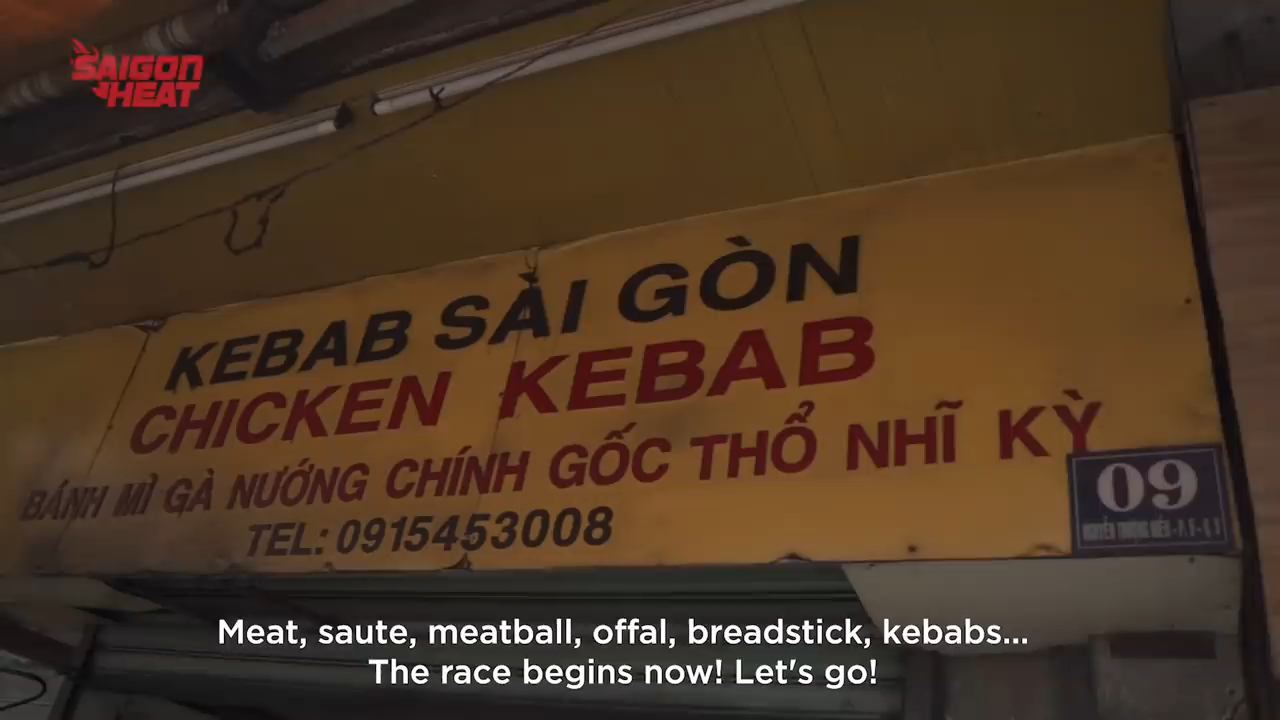 SAIGON
HEAT
KEBAB SÀI GÒN
CHICKEN KEBAB
BÁNH MÌ GÀ NƯỚNG CHÍNH GỐC THỔ NHĨ KỲ
TEL: 0915453008
09
Meat, saute, meatball, offal, breadstick, kebabs...
The race begins now! Let's go!